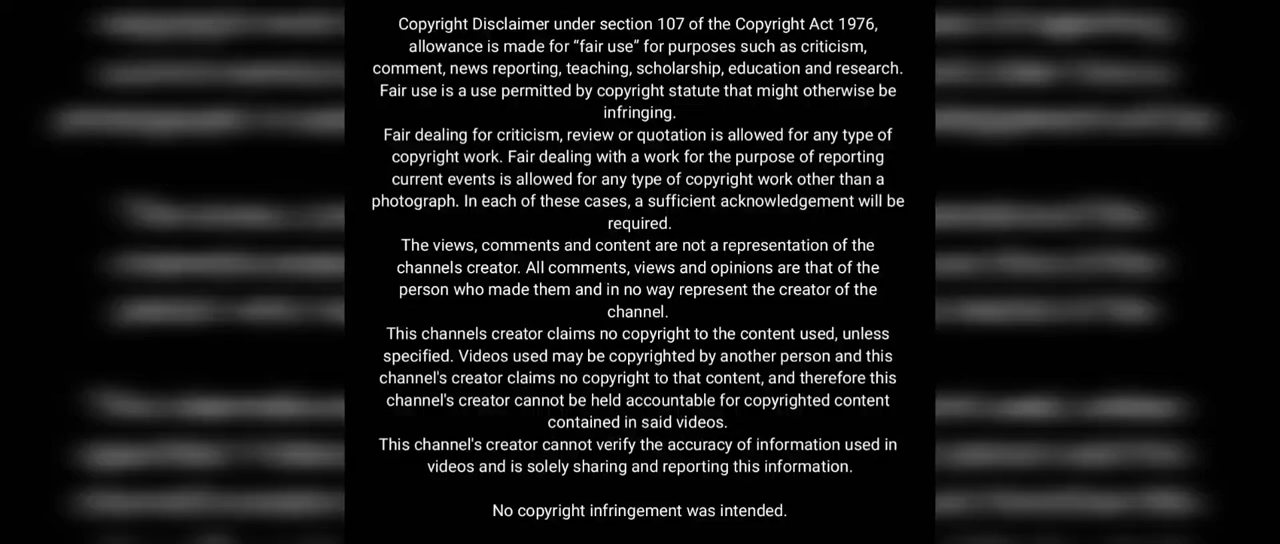 Copyright Disclaimer under section 107 of the Copyright Act 1976,
allowance is made for “fair use” for purposes such as criticism,
comment, news reporting, teaching, scholarship, education and research.
Fair use is a use permitted by copyright statute that might otherwise be
infringing.
Fair dealing for criticism, review or quotation is allowed for any type of
copyright work. Fair dealing with a work for the purpose of reporting
current events is allowed for any type of copyright work other than a
photograph. In each of these cases, a sufficient acknowledgement will be
required.
The views, comments and content are not a representation of the
channels creator. All comments, views and opinions are that of the
person who made them and in no way represent the creator of the
channel.
This channels creator claims no copyright to the content used, unless
specified. Videos used may be copyrighted by another person and this
channel's creator claims no copyright to that content, and therefore this
channel's creator cannot be held accountable for copyrighted content
contained in said videos.
This channel's creator cannot verify the accuracy of information used in
videos and is solely sharing and reporting this information.
No copyright infringement was intended.